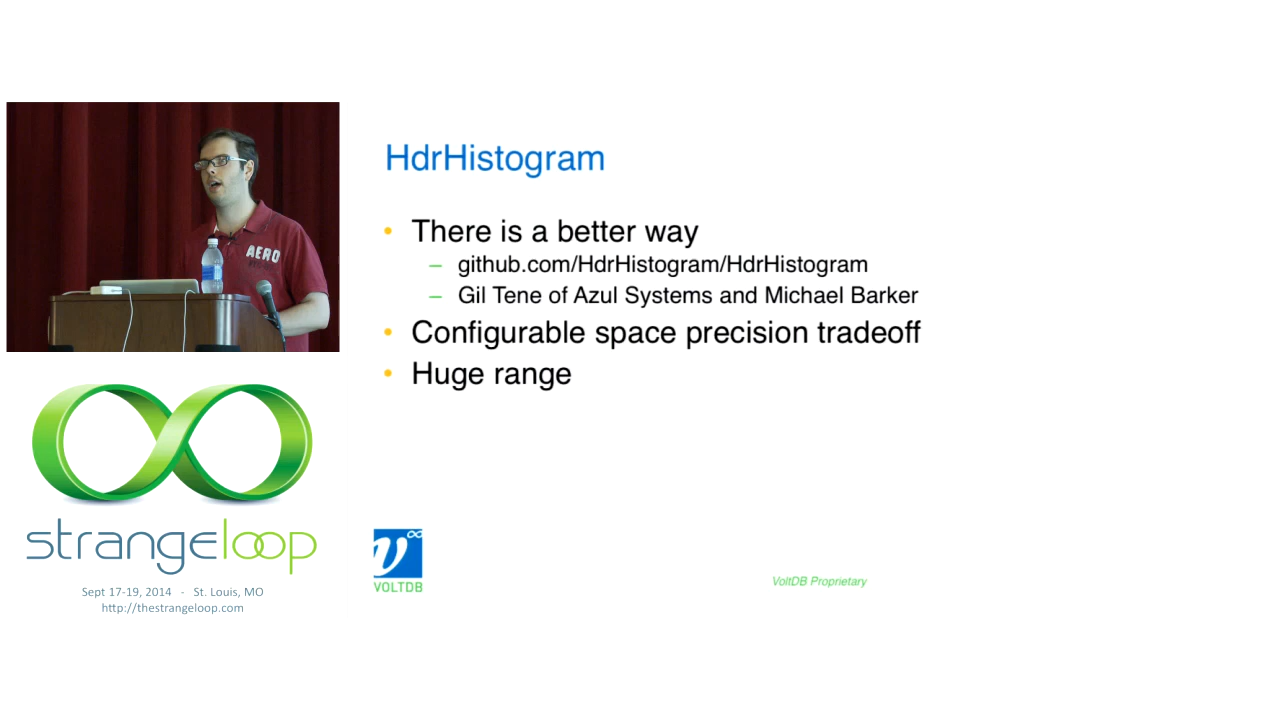 AERO
strangeloop
Sept 17-19, 2014 - St. Louis, MO
http://thestrangeloop.com
HdrHistogram
• There is a better way
– github.com/HdrHistogram/HdrHistogram
– Gil Tene of Azul Systems and Michael Barker
• Configurable space precision tradeoff
• Huge range
VOLTDB
VoltDB Proprietary